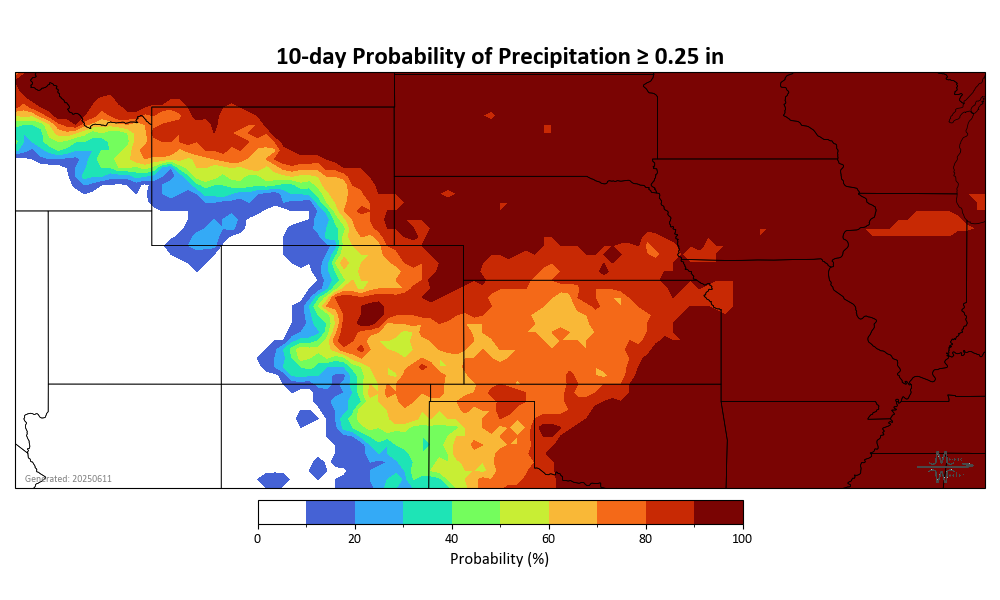 10-day Probability of Precipitation ≥ 0.25 in
Generated: 20250611
0 20 40 60 80 100
Probability (%)